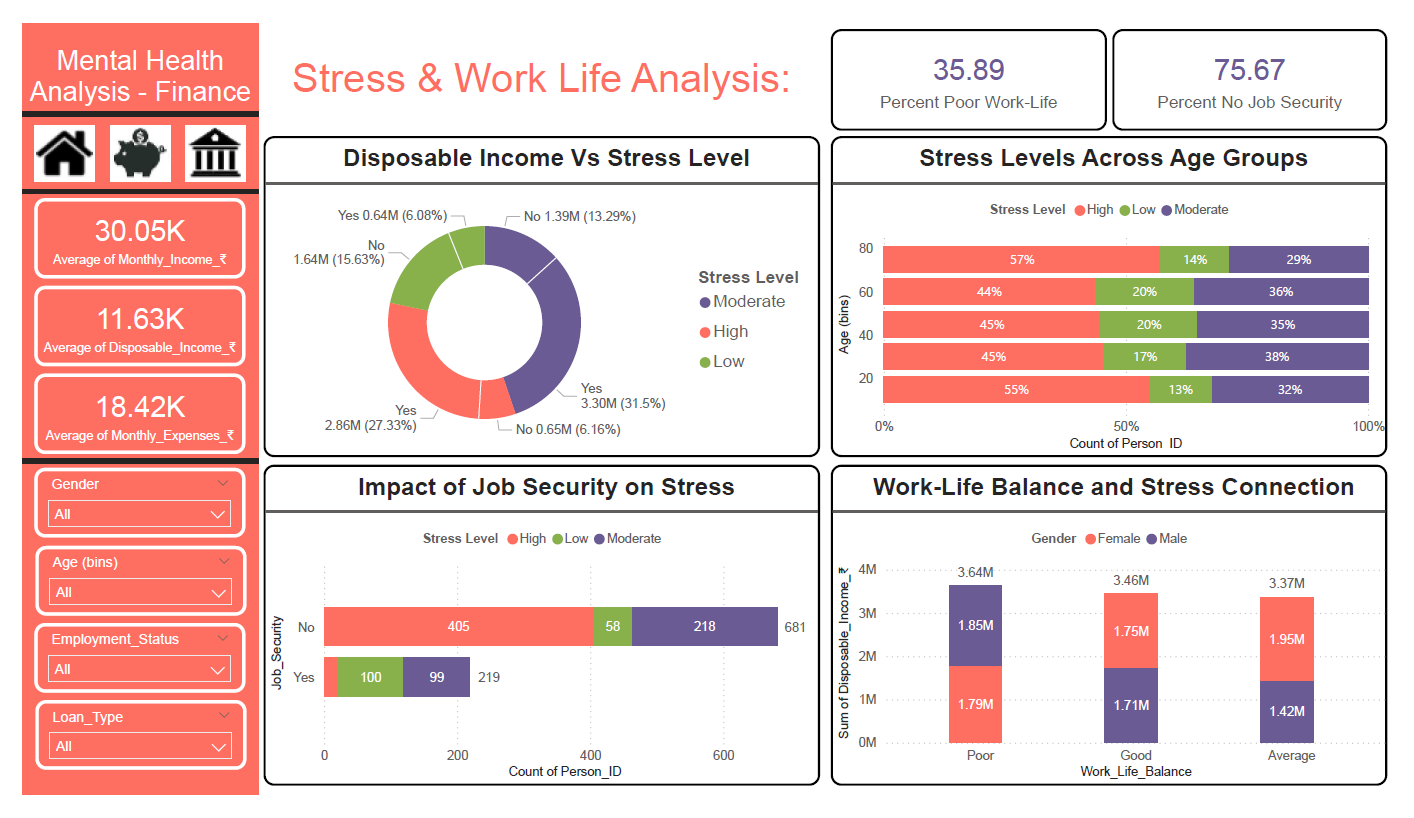 Mental Health
Analysis - Finance
30.05K
Average of Monthly_Income_₹
11.63K
Average of Disposable_Income_₹
18.42K
Average of Monthly_Expenses_₹
Gender
All
Age (bins)
All
Employment_Status
All
Loan_Type
All
Stress & Work Life Analysis:
35.89
Percent Poor Work-Life
75.67
Percent No Job Security
Disposable Income Vs Stress Level
Yes 0.64M (6.08%)
No 1.39M (13.29%)
No
1.64M (15.63%)
Yes
3.30M (31.5%)
Yes
2.86M (27.33%)
No 0.65M (6.16%)
Stress Level
Moderate
High
Low
Stress Levels Across Age Groups
Stress Level High Low Moderate
Age (bins)
80 57% 14% 29%
60 44% 20% 36%
40 45% 20% 35%
45% 17% 38%
20 55% 13% 32%
0% 50% 100%
Count of Person_ID
Impact of Job Security on Stress
Stress Level High Low Moderate
Job_Security
No 405 58 218 681
Yes 100 99 219
0 200 400 600
Count of Person_ID
Work-Life Balance and Stress Connection
Gender Female Male
Sum of Disposable_Income_₹
4M
3M
2M
1M
0M
3.64M 3.46M 3.37M
1.85M 1.75M 1.95M
1.79M 1.71M 1.42M
Poor Good Average
Work_Life_Balance